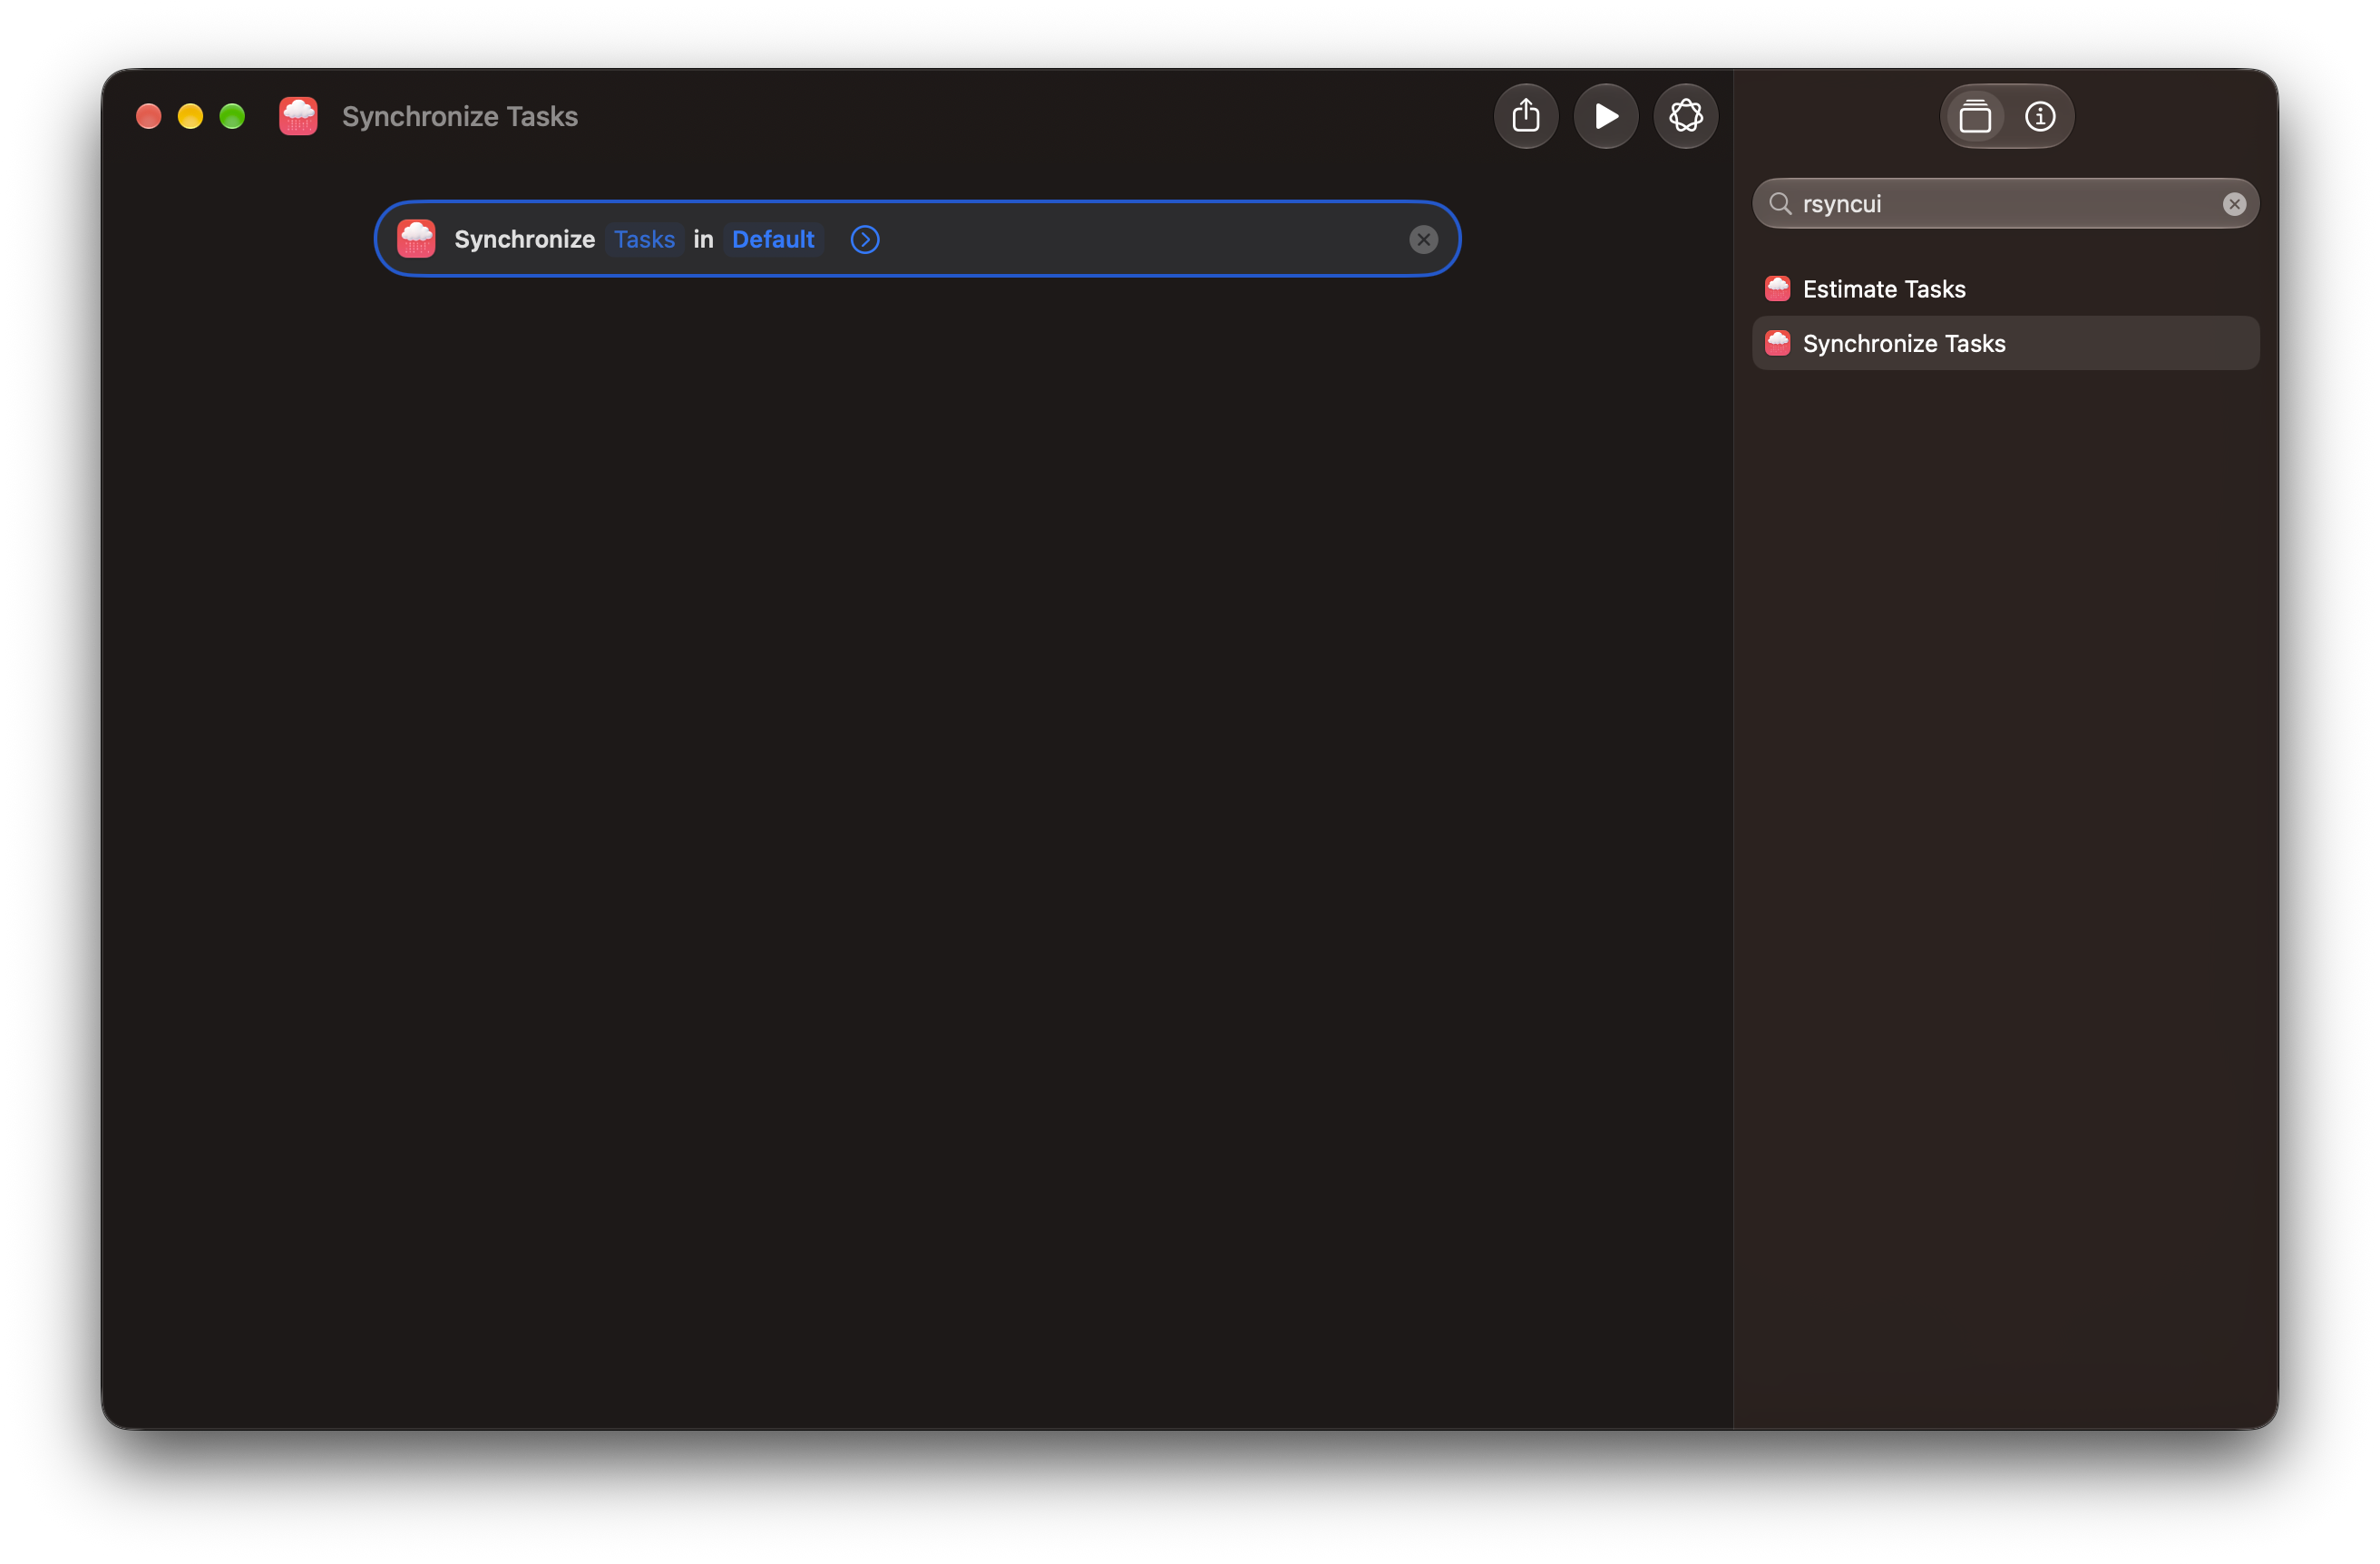 Synchronize Tasks
Synchronize Tasks in Default
rsyncui
Estimate Tasks
Synchronize Tasks